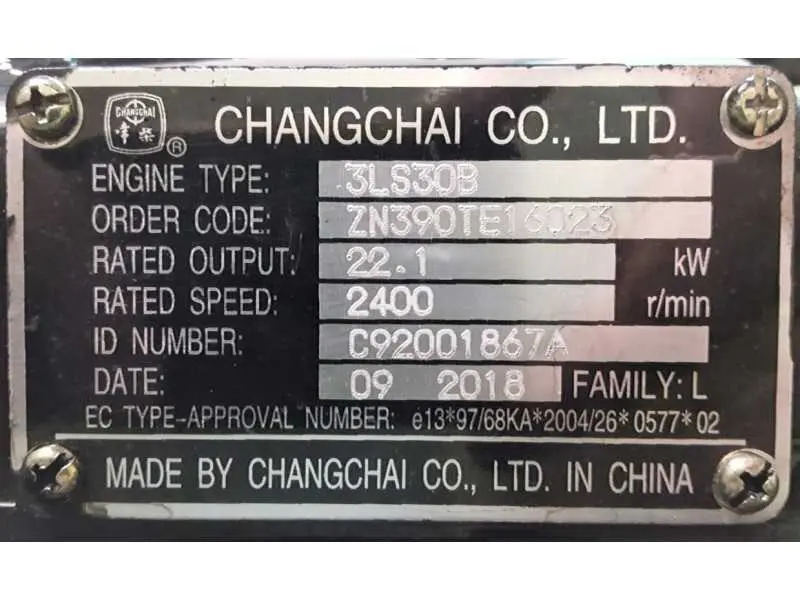 CHANGCHAI
常柴
®
CHANGCHAI CO., LTD.
ENGINE TYPE: 3LS30B
ORDER CODE: ZN390TE16023
RATED OUTPUT: 22.1 kW
RATED SPEED: 2400 r/min
ID NUMBER: C92001867A
DATE: 09 2018 FAMILY: L
EC TYPE-APPROVAL NUMBER: e13*97/68KA*2004/26*0577*02
MADE BY CHANGCHAI CO., LTD. IN CHINA